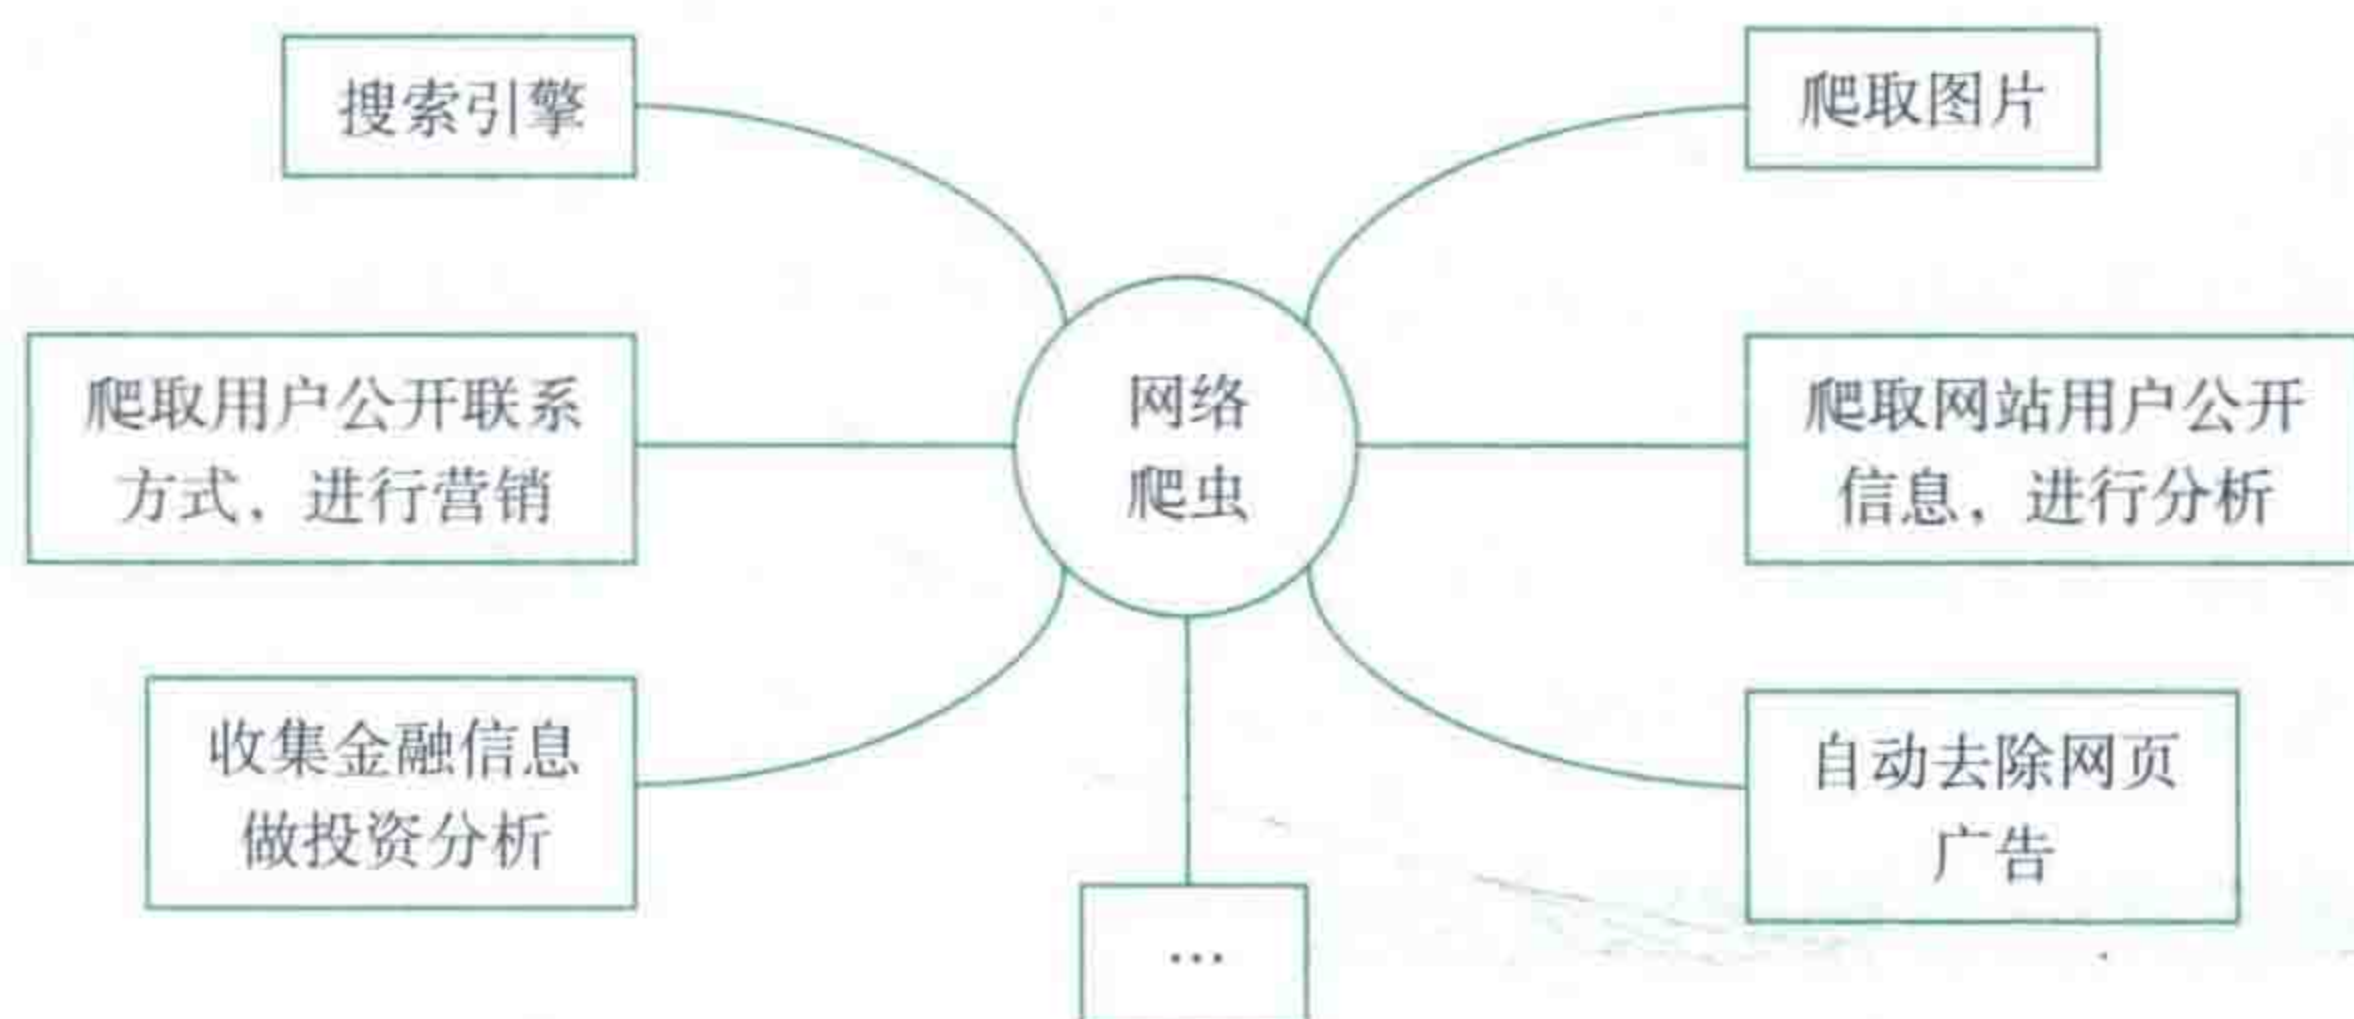 搜索引擎
爬取图片
爬取用户公开联系
方式，进行营销
网络
爬虫
爬取网站用户公开
信息，进行分析
收集金融信息
做投资分析
自动去除网页
广告
…